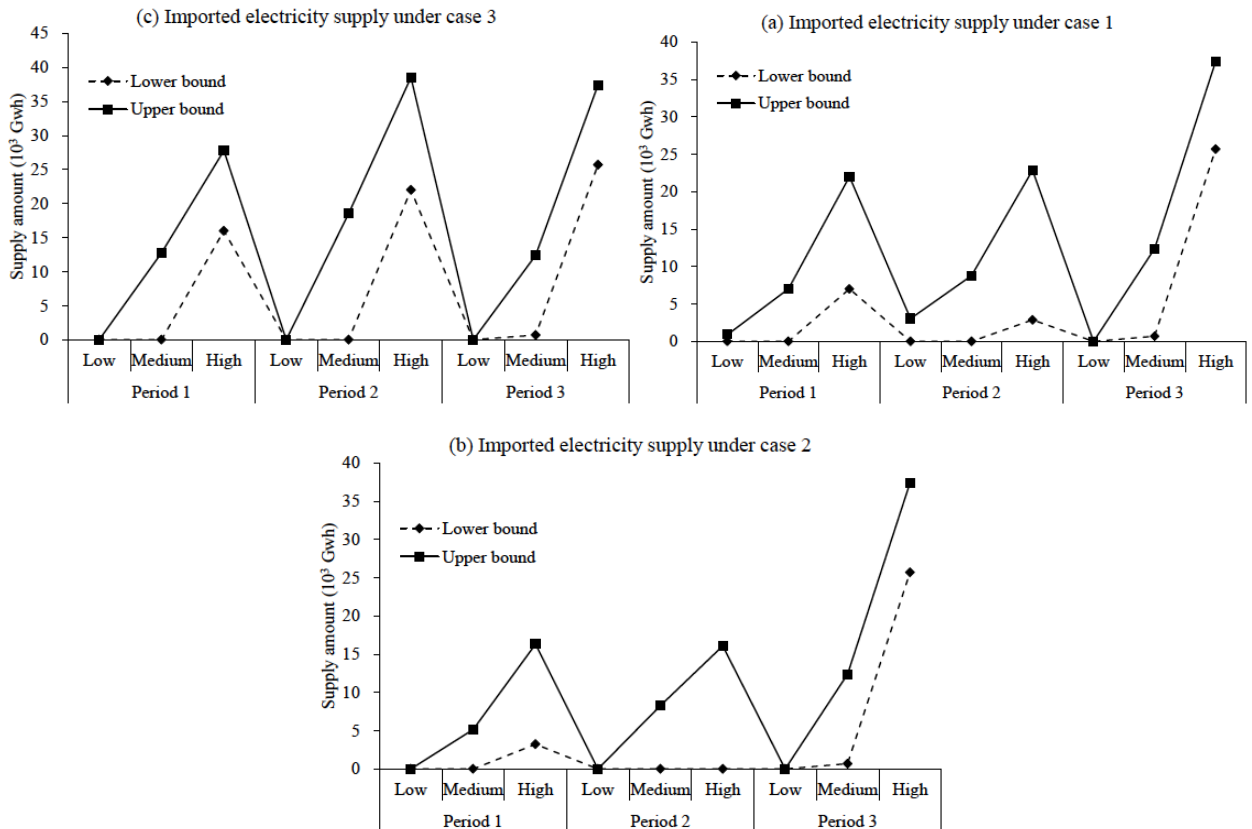 (c) Imported electricity supply under case 3
45
40
35
30
25
20
15
10
5
0
Supply amount (10³ Gwh)
Lower bound
Upper bound
Low Medium High Low Medium High Low Medium High
Period 1 Period 2 Period 3
(a) Imported electricity supply under case 1
40
35
30
25
20
15
10
5
0
Supply amount (10³ Gwh)
Lower bound
Upper bound
Low Medium High Low Medium High Low Medium High
Period 1 Period 2 Period 3
(b) Imported electricity supply under case 2
40
35
30
25
20
15
10
5
0
Supply amount (10³ Gwh)
Lower bound
Upper bound
Low Medium High Low Medium High Low Medium High
Period 1 Period 2 Period 3